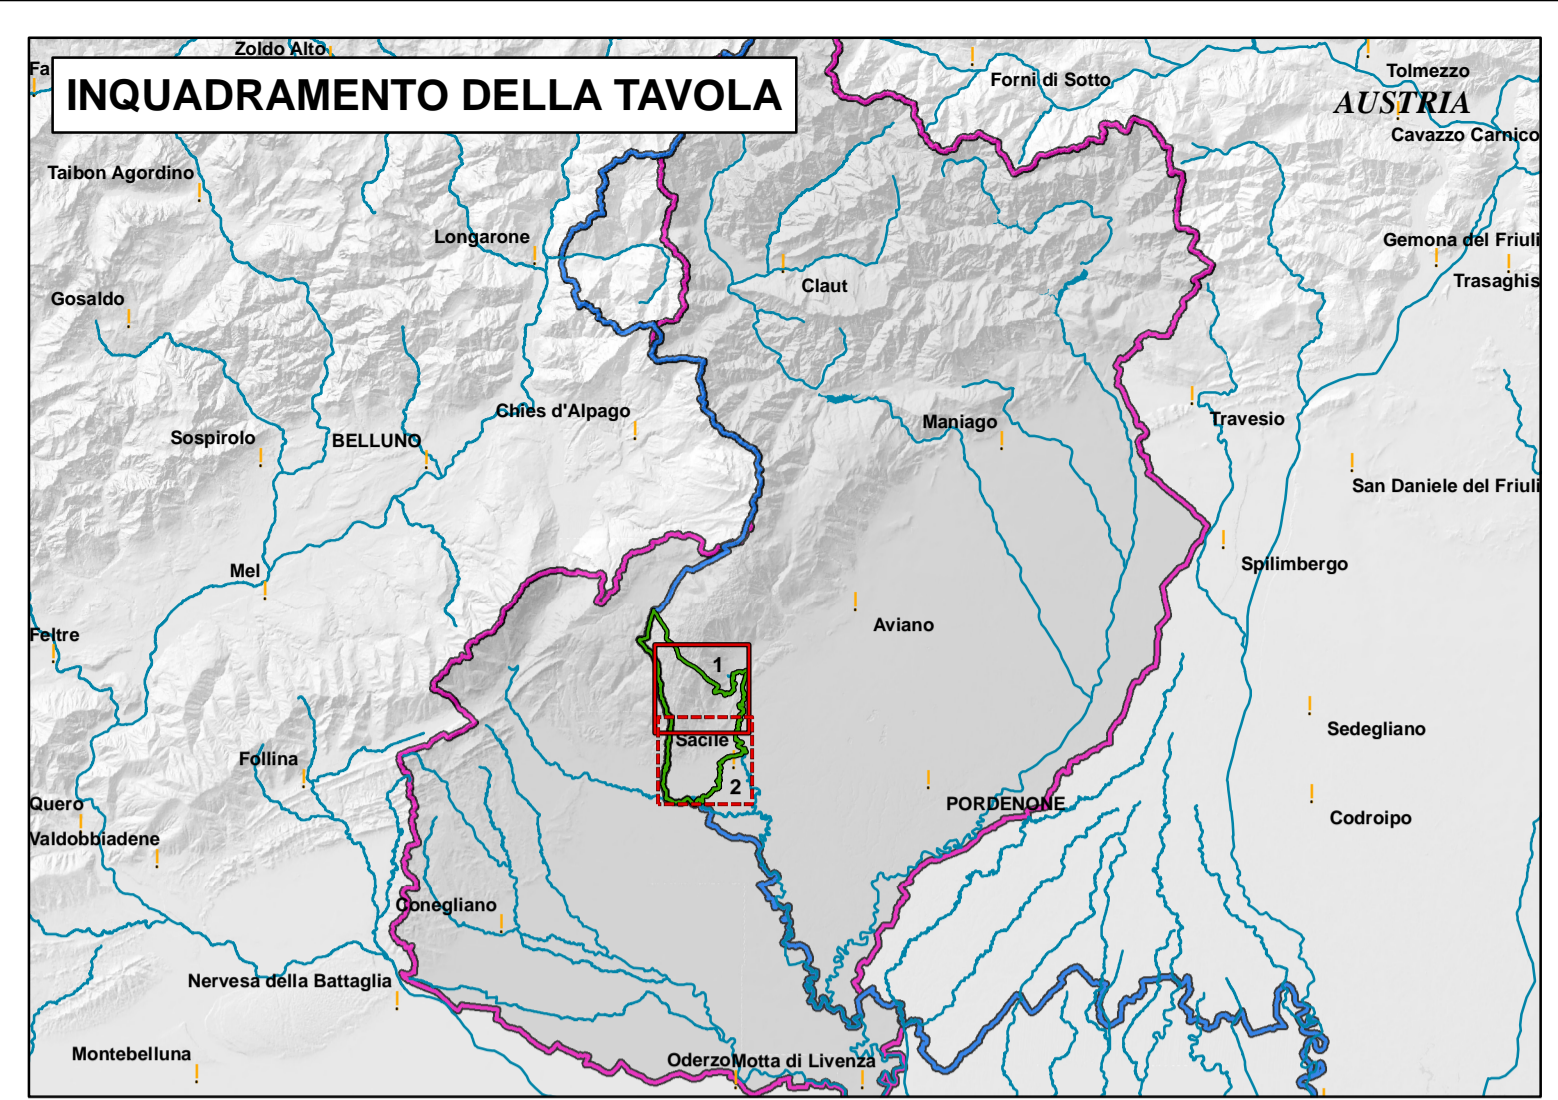 Zoldo Alto
Fa
INQUADRAMENTO DELLA TAVOLA
Forni di Sotto
Tolmezzo
AUSTRIA
Cavazzo Carnico
Taibon Agordino
Longarone
Gemona del Friuli
Claut
Trasaghis
Gosaldo
Chies d'Alpago
Maniago
Travesio
Sospirolo
BELLUNO
San Daniele del Friuli
Mel
Spilimbergo
Feltre
Aviano
1
Sedegliano
Sacile
Follina
2
Quero
PORDENONE
Codroipo
Valdobbiadene
Conegliano
Nervesa della Battaglia
Montebelluna
Oderzo
Motta di Livenza